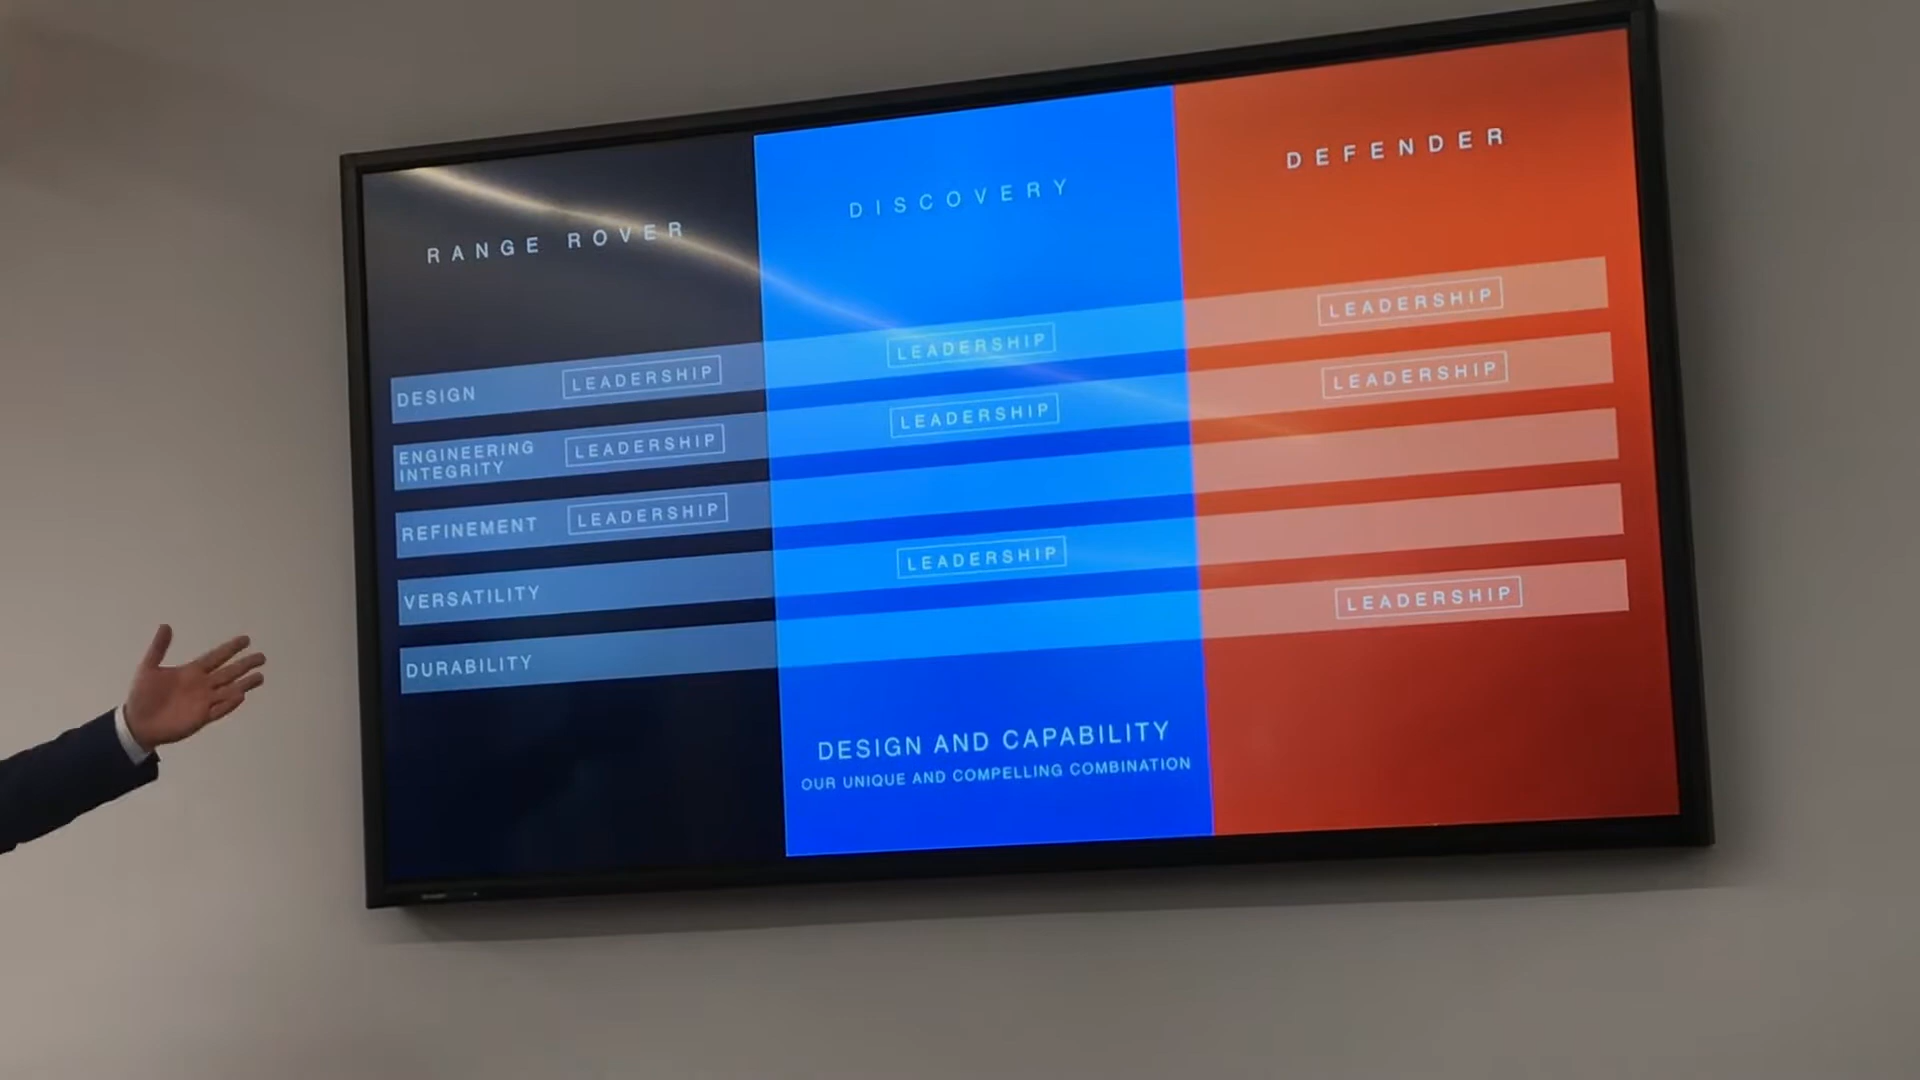 RANGE ROVER
DISCOVERY
DEFENDER
DESIGN LEADERSHIP LEADERSHIP LEADERSHIP
ENGINEERING
INTEGRITY LEADERSHIP LEADERSHIP LEADERSHIP
REFINEMENT LEADERSHIP
VERSATILITY LEADERSHIP
DURABILITY LEADERSHIP
DESIGN AND CAPABILITY
OUR UNIQUE AND COMPELLING COMBINATION